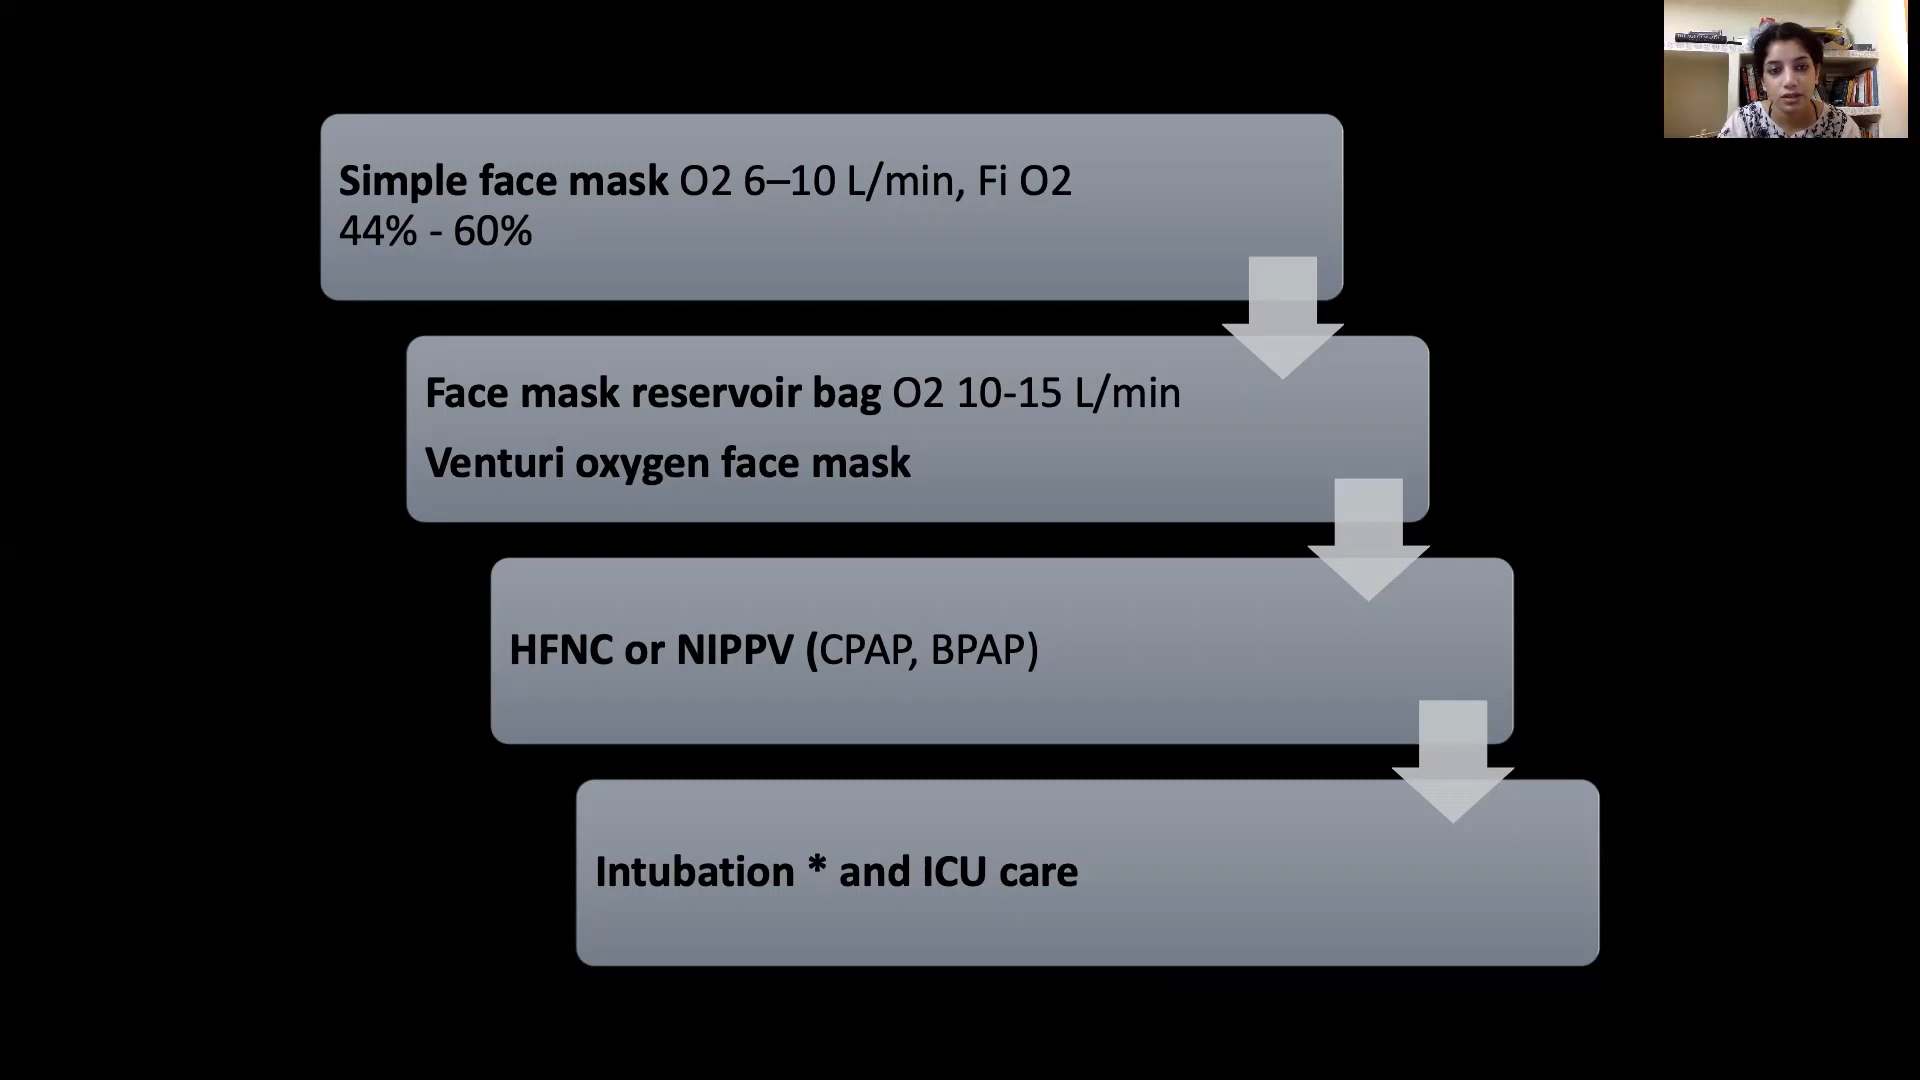 Simple face mask O2 6–10 L/min, Fi O2
44% - 60%
Face mask reservoir bag O2 10-15 L/min
Venturi oxygen face mask
HFNC or NIPPV (CPAP, BPAP)
Intubation * and ICU care